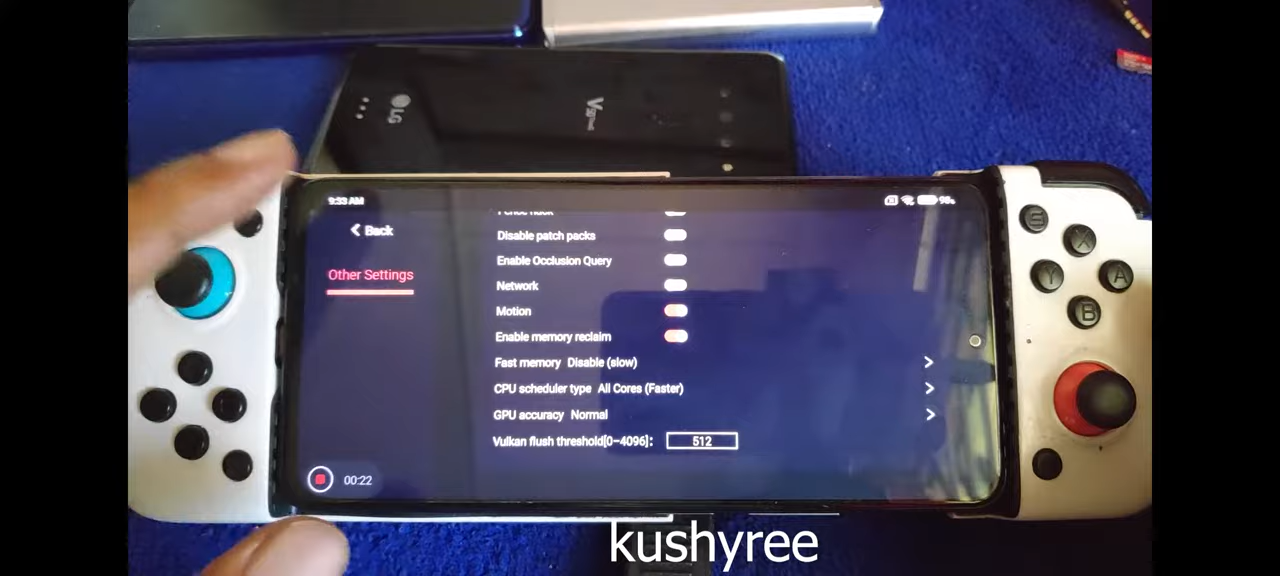 LG
9:33 AM
98%
Back
Other Settings
Disable patch packs
Enable Occlusion Query
Network
Motion
Enable memory reclaim
Fast memory Disable (slow)
CPU scheduler type All Cores (Faster)
GPU accuracy Normal
Vulkan flush threshold[0-4096]: 512
00:22
S
X
Y
A
B
kushyree